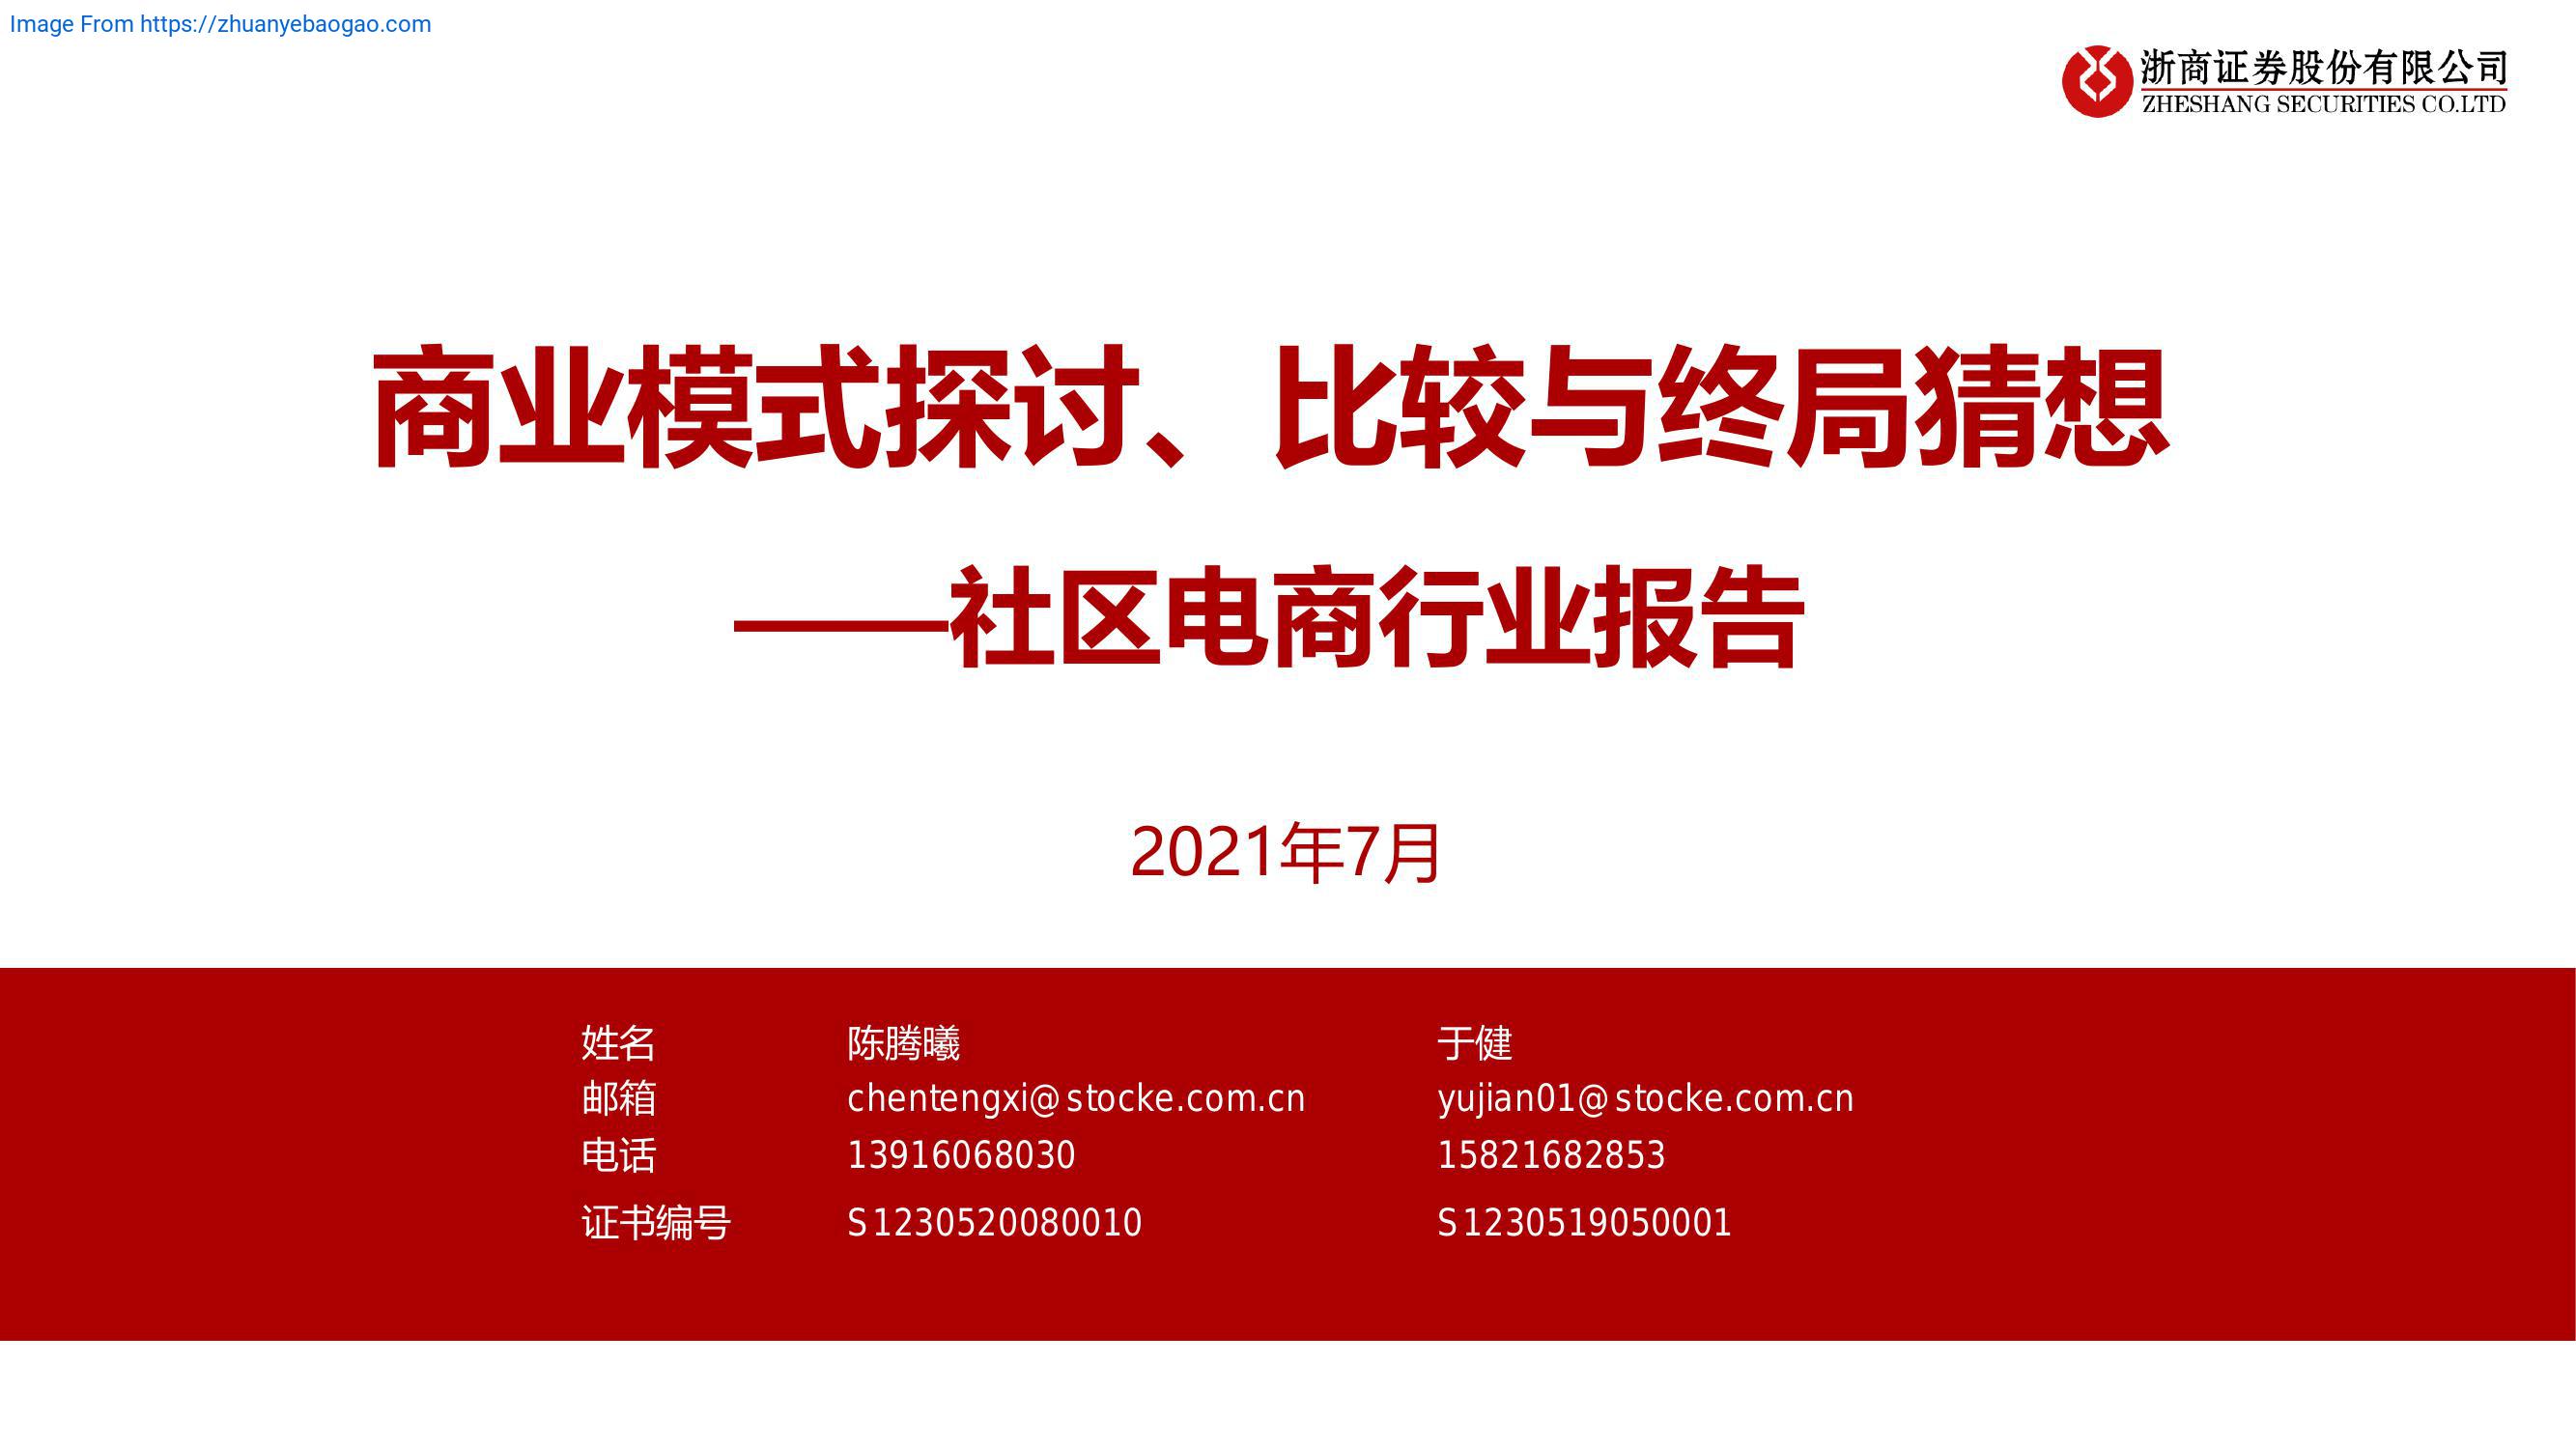 Image From https://zhuanyebaogao.com
浙商证券股份有限公司
ZHESHANG SECURITIES CO.LTD
商业模式探讨、比较与终局猜想
——社区电商行业报告
2021年7月
姓名 陈腾曦 于健
邮箱 chentengxi@stocke.com.cn yujian01@stocke.com.cn
电话 13916068030 15821682853
证书编号 S1230520080010 S1230519050001